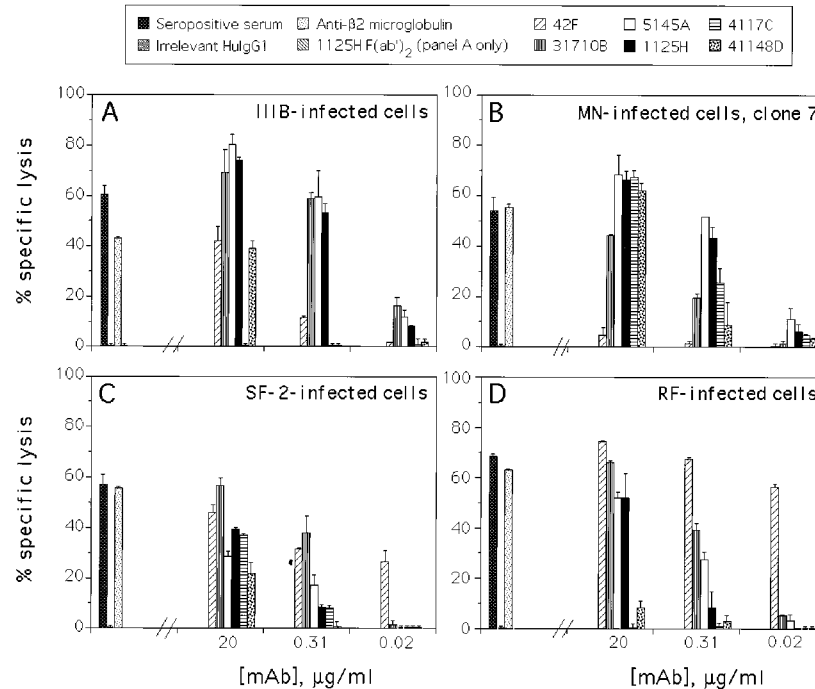 Seropositive serum Anti-β2 microglobulin 42F 5145A 4117C
Irrelevant HuIgG1 1125H F(ab')2 (panel A only) 31710B 1125H 41148D
A IIIB-infected cells
B MN-infected cells, clone 7
100
80
60
40
20
0
100
80
60
40
20
0
% specific lysis
C SF-2-infected cells
D RF-infected cells
100
80
60
40
20
0
100
80
60
40
20
0
% specific lysis
20 0.31 0.02
20 0.31 0.02
[mAb], μg/ml
[mAb], μg/ml